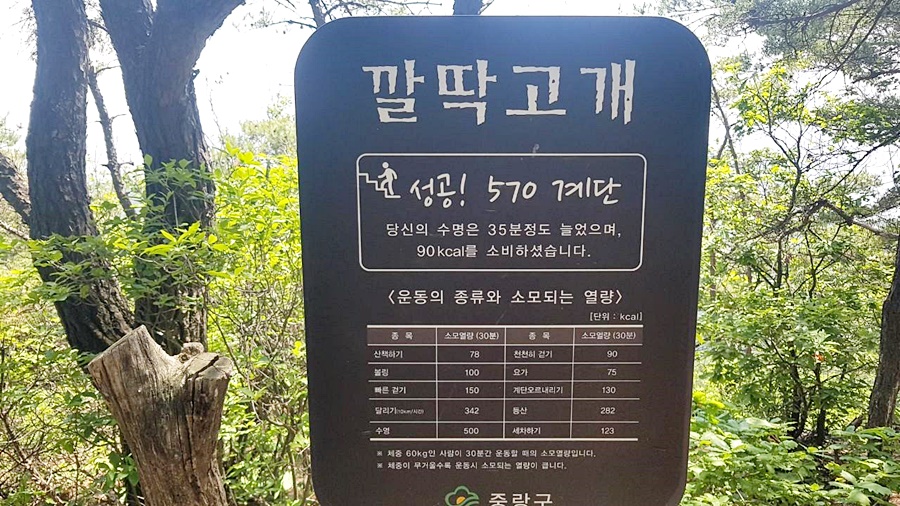 깔딱고개
성공! 570 계단
당신의 수명은 35분정도 늘었으며,
90kcal를 소비하셨습니다.
〈운동의 종류와 소모되는 열량〉
[단위 : kcal]
종 목 소모열량 (30분) 종 목 소모열량 (30분)
산책하기 78 천천히 걷기 90
볼링 100 요가 75
빠른 걷기 150 계단오르내리기 130
달리기(10km/시간) 342 등산 282
수영 500 세차하기 123
※ 체중 60kg인 사람이 30분간 운동할 때의 소모열량입니다.
※ 체중이 무거울수록 운동시 소모되는 열량이 큽니다.
중랑구